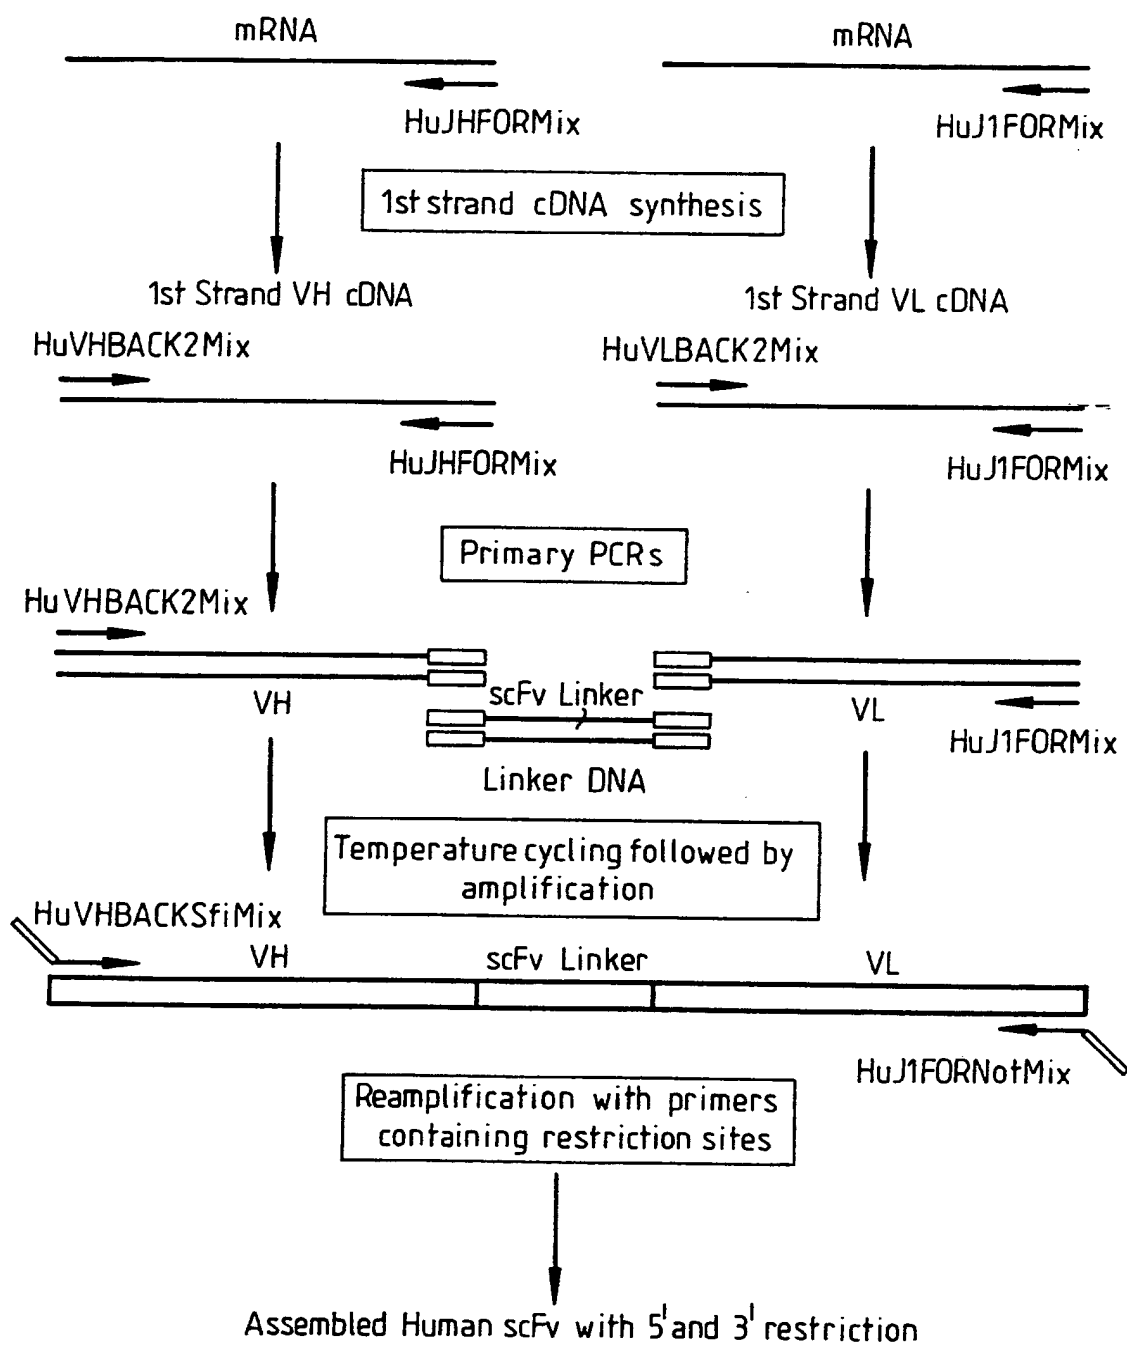 mRNA
mRNA
HuJHFORMix
HuJ1FORMix
1st strand cDNA synthesis
1st Strand VH cDNA
1st Strand VL cDNA
HuVHBACK2Mix
HuVLBACK2Mix
HuJHFORMix
HuJ1FORMix
Primary PCRs
HuVHBACK2Mix
VH
scFv Linker
VL
HuJ1FORMix
Linker DNA
Temperature cycling followed by
amplification
HuVHBACKSfiMix
VH
scFv Linker
VL
HuJ1FORNotMix
Reamplification with primers
containing restriction sites
Assembled Human scFv with 5' and 3' restriction